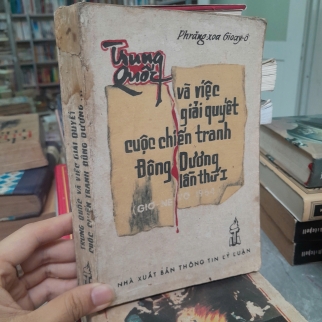 Phrăng xoa Gioay-ô
Trung Quốc
và việc
giải quyết
cuộc chiến tranh
Đông Dương
lần thứ I
NHÀ XUẤT BẢN THÔNG TIN LÝ LUẬN
TRUNG QUỐC VÀ VIỆC GIẢI QUYẾT
CUỘC CHIẾN TRANH ĐÔNG DƯƠNG